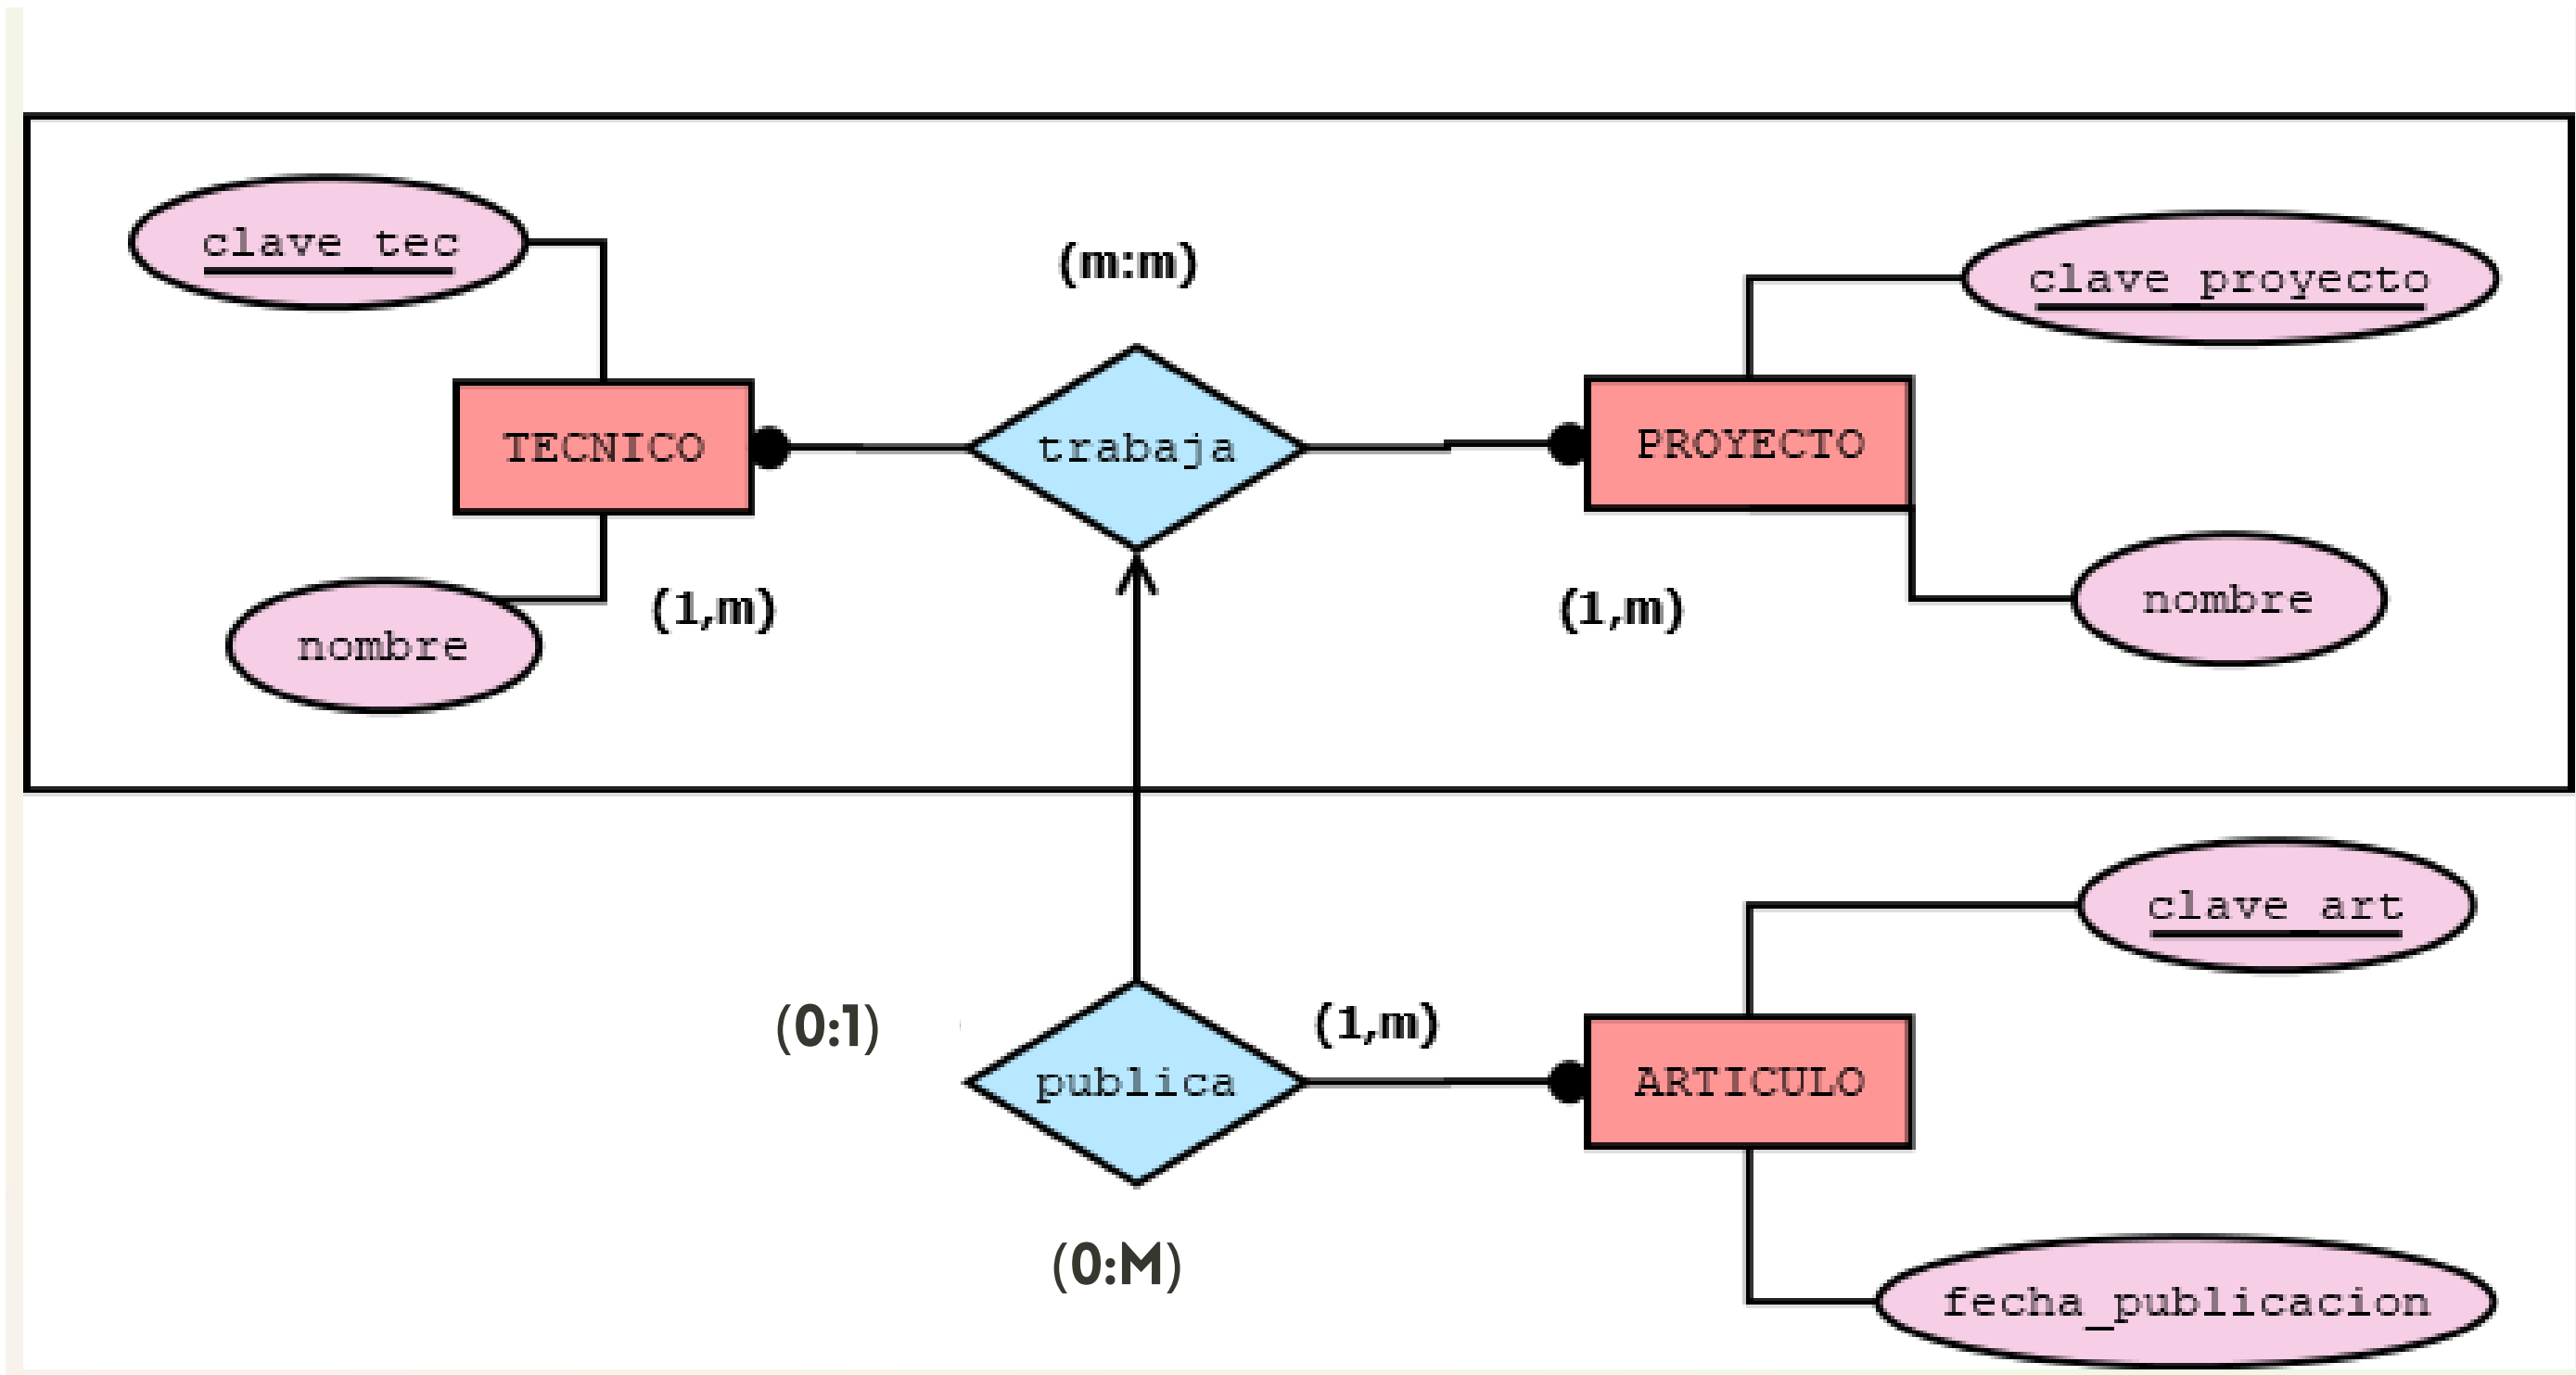 clave_tec
(m:m)
clave_proyecto
TECNICO
trabaja
PROYECTO
nombre
(1,m)
(1,m)
nombre
clave_art
(0:1)
(1,m)
publica
ARTICULO
(0:M)
fecha_publicacion